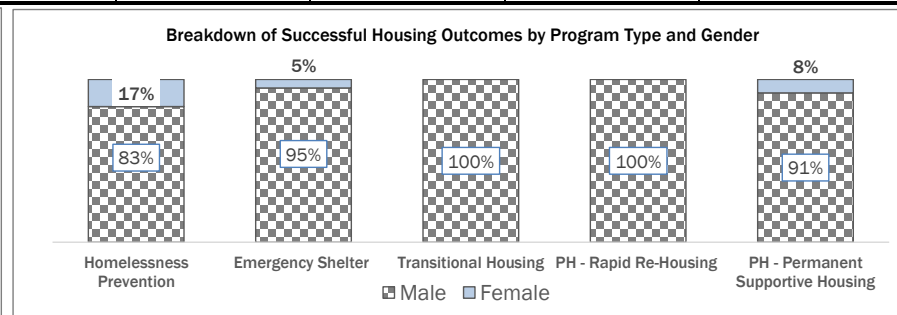 Breakdown of Successful Housing Outcomes by Program Type and Gender
17%
5%
8%
83%
95%
100%
100%
91%
Homelessness Prevention
Emergency Shelter
Transitional Housing
PH - Rapid Re-Housing
PH - Permanent Supportive Housing
Male
Female